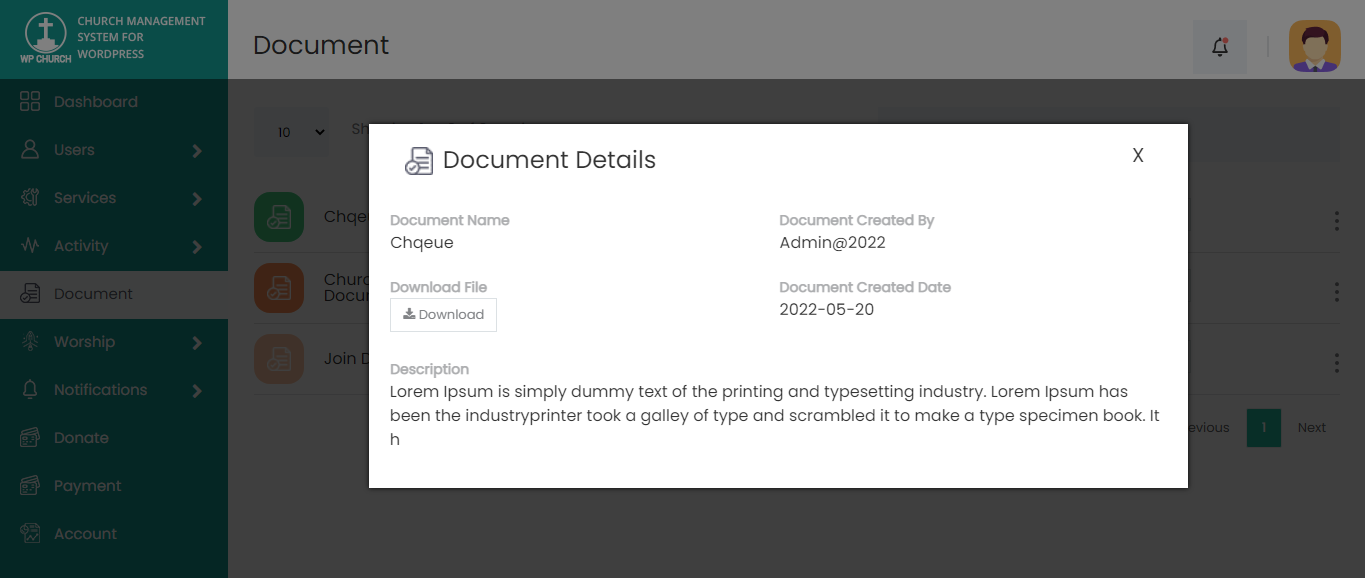 CHURCH MANAGEMENT
SYSTEM FOR
WORDPRESS
WP CHURCH
Document
Dashboard
Users
Services
Activity
Document
Worship
Notifications
Donate
Payment
Account
10
Document Details
X
Document Name
Chqeue
Document Created By
Admin@2022
Download File
Download
Document Created Date
2022-05-20
Description
Lorem Ipsum is simply dummy text of the printing and typesetting industry. Lorem Ipsum has
been the industryprinter took a galley of type and scrambled it to make a type specimen book. It
h
Chqe
Churc
Docu
Join D
evious
1
Next